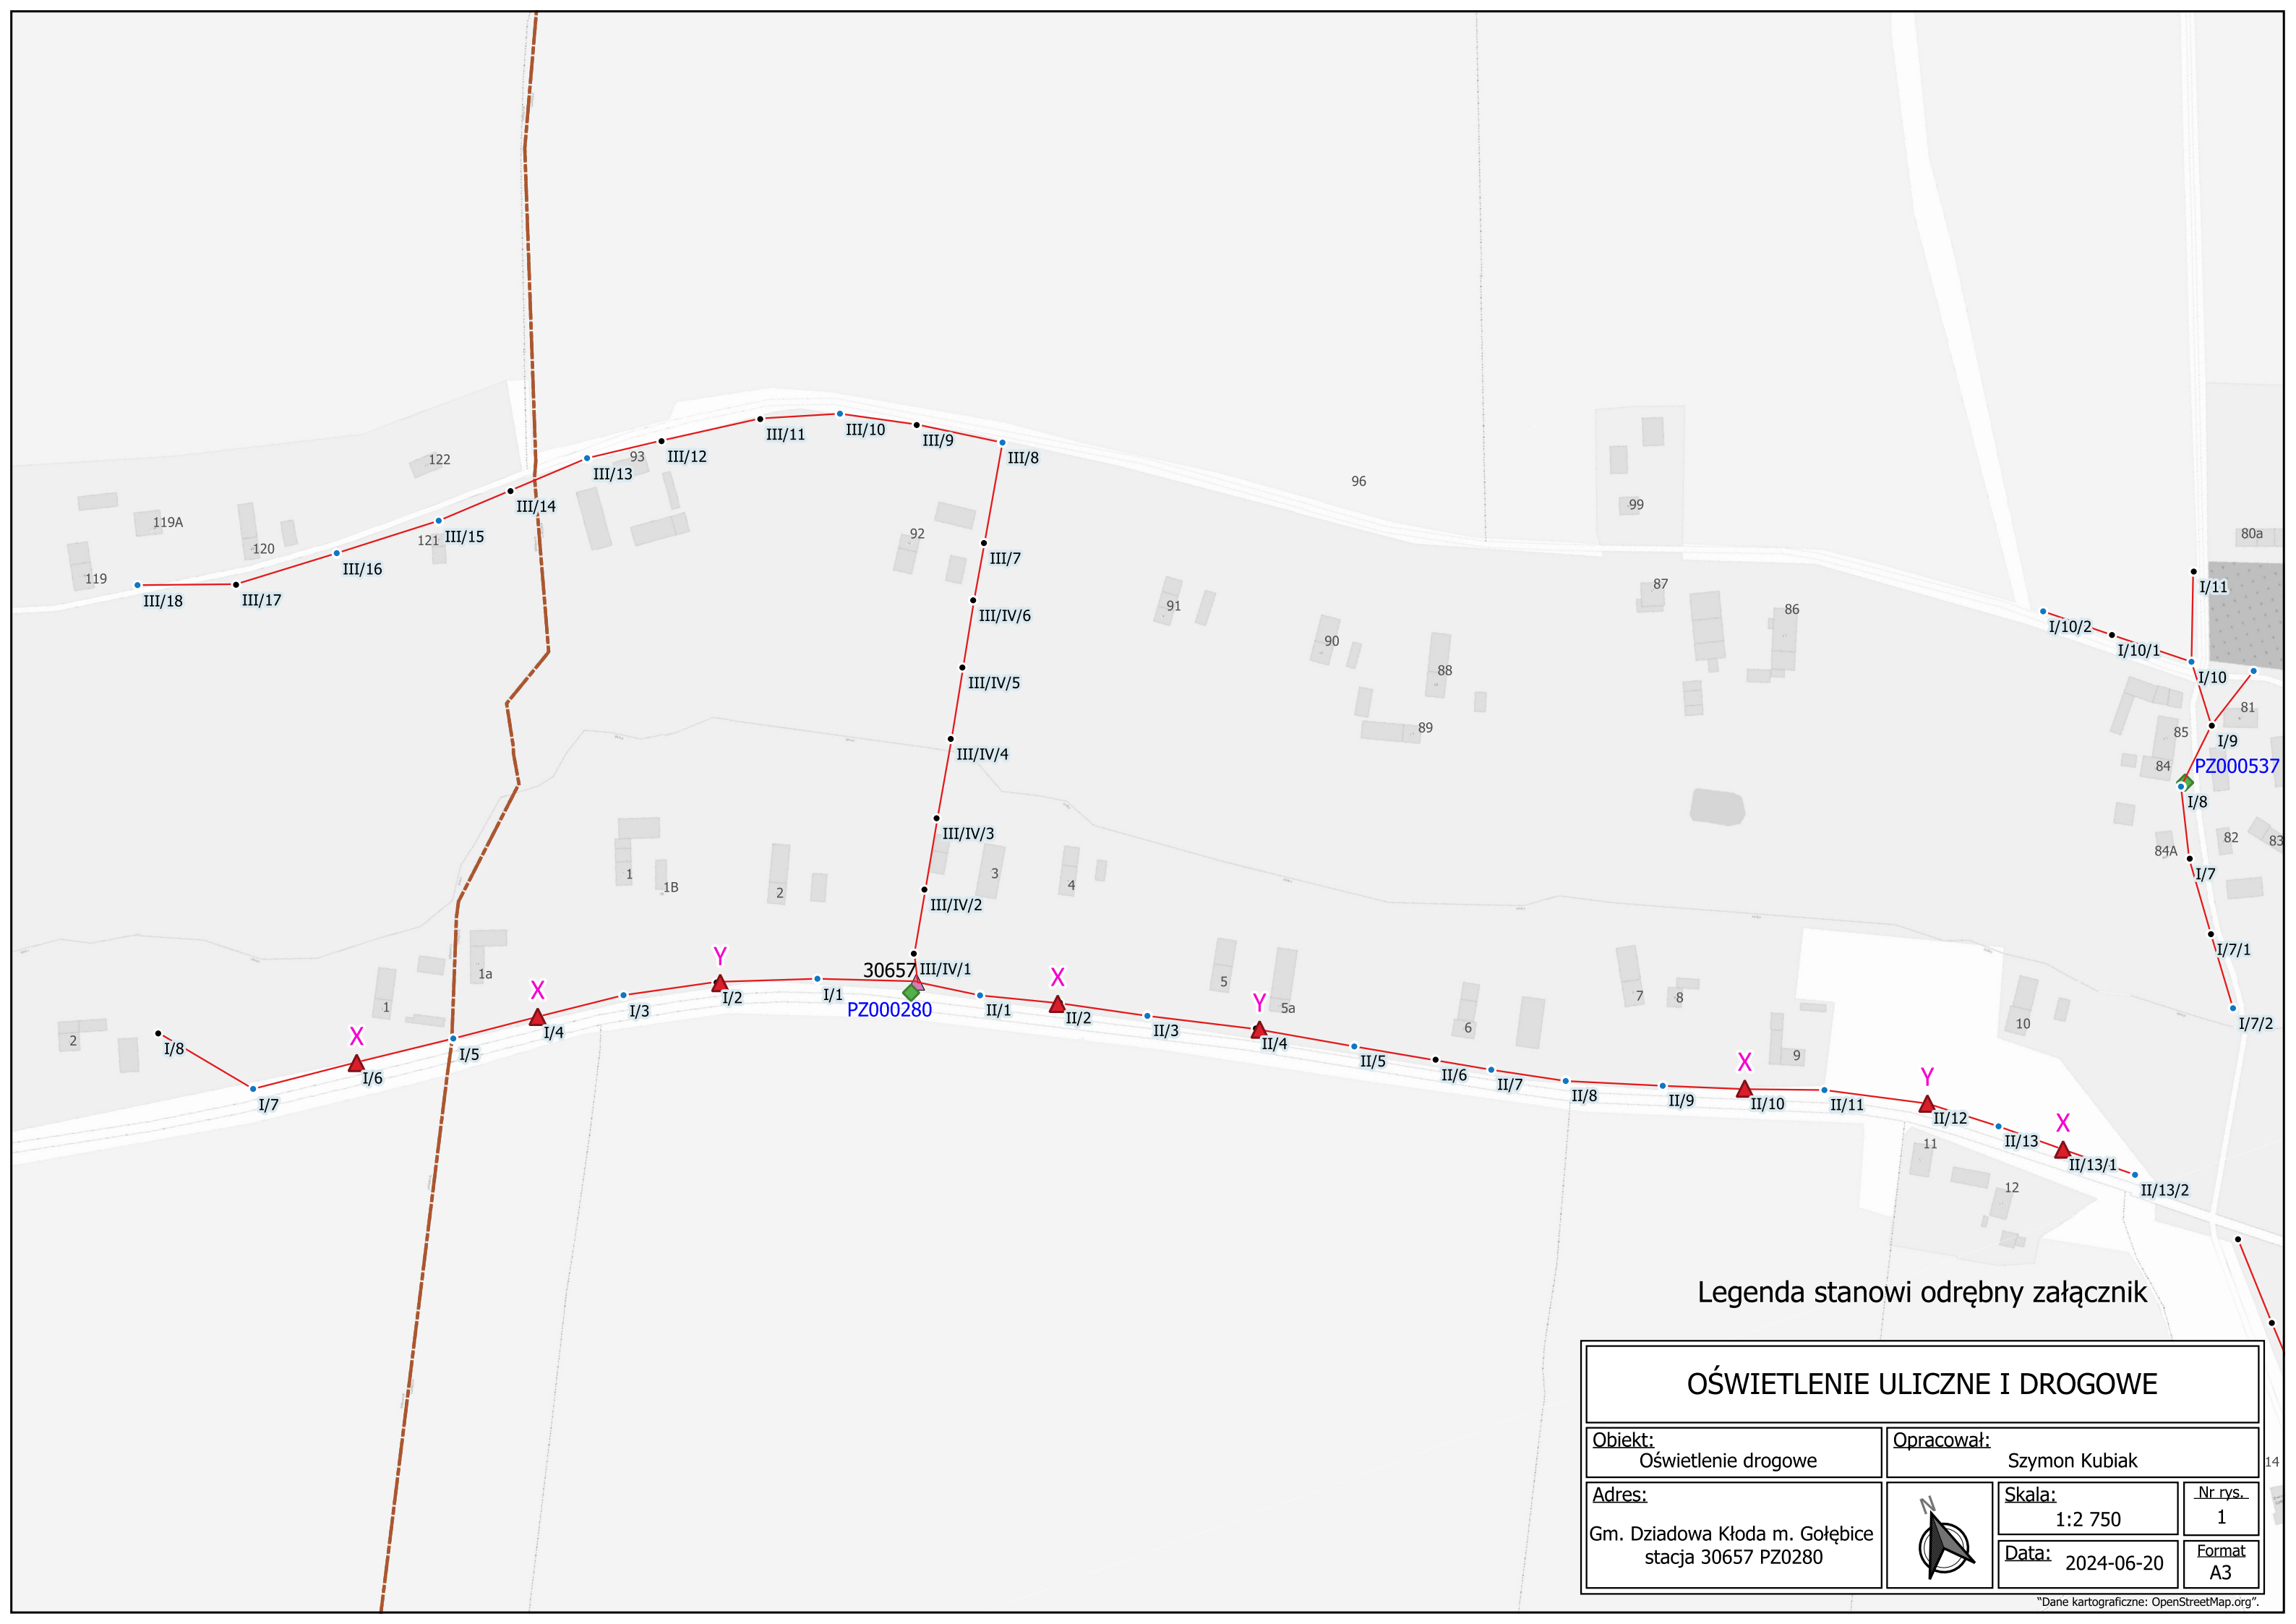 122
93
III/13
III/12
III/11
III/10
III/9
III/8
96
99
III/14
III/15
121
III/16
III/17
III/18
119A
120
119
92
III/7
III/IV/6
III/IV/5
III/IV/4
III/IV/3
III/IV/2
III/IV/1
91
90
88
89
87
86
80a
I/11
I/10/2
I/10/1
I/10
81
I/9
85
84
PZ000537
I/8
82
83
84A
I/7
I/7/1
I/7/2
1
1B
2
3
4
1a
1
2
5
5a
6
7
8
9
10
11
12
14
I/8
I/7
X
I/6
I/5
X
I/4
I/3
Y
I/2
I/1
30657
PZ000280
II/1
X
II/2
II/3
Y
II/4
II/5
II/6
II/7
II/8
II/9
X
II/10
II/11
Y
II/12
II/13
X
II/13/1
II/13/2
Legenda stanowi odrębny załącznik
OŚWIETLENIE ULICZNE I DROGOWE
Obiekt:
Oświetlenie drogowe
Opracował:
Szymon Kubiak
Adres:
Gm. Dziadowa Kłoda m. Gołębice
stacja 30657 PZ0280
N
Skala:
1:2 750
Nr rys.
1
Data: 2024-06-20
Format
A3
“Dane kartograficzne: OpenStreetMap.org”.